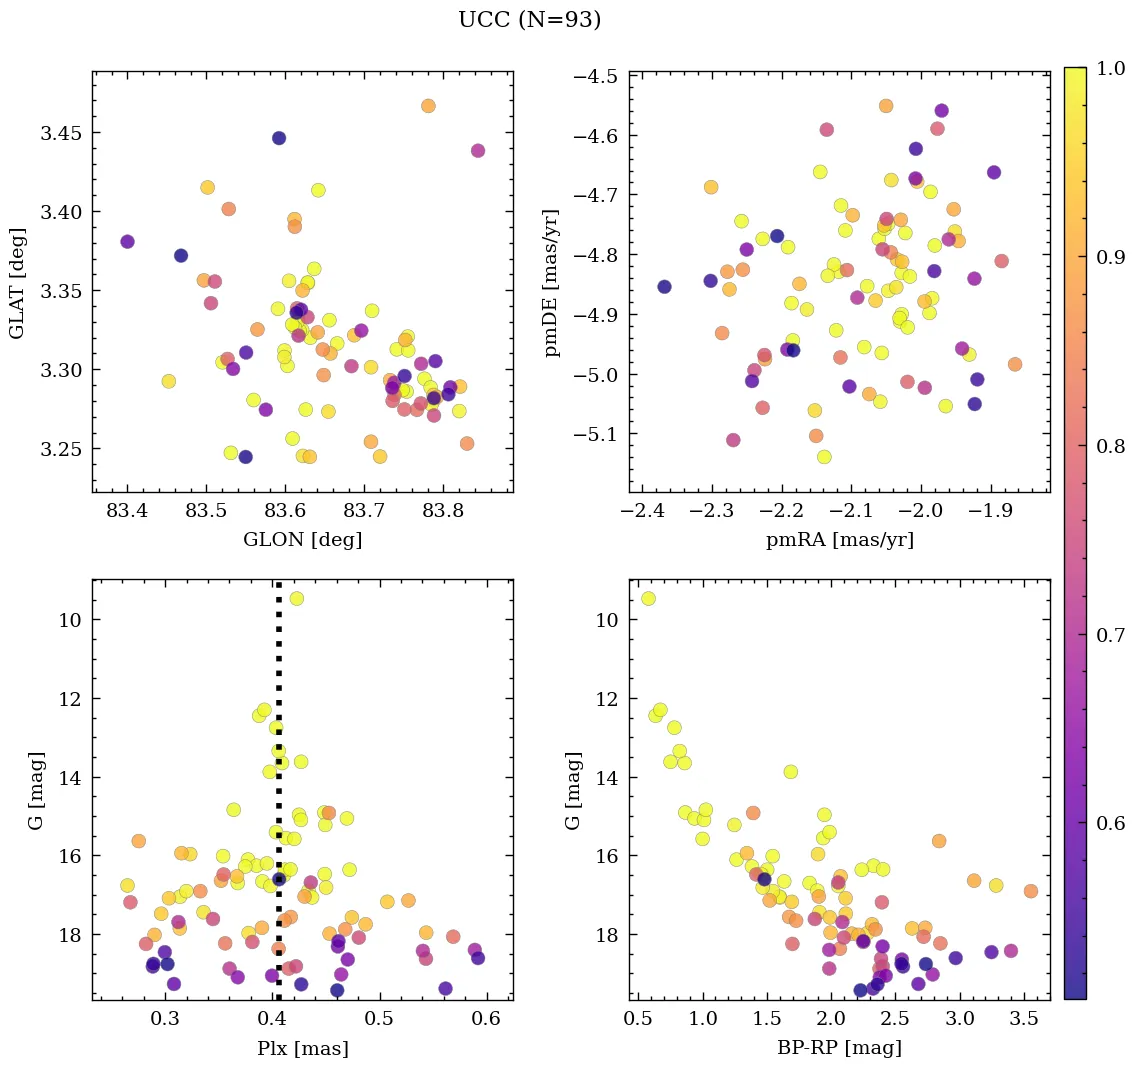 UCC (N=93)
3.45
3.40
3.35
3.30
3.25
GLAT [deg]
83.4 83.5 83.6 83.7 83.8
GLON [deg]
−4.5
−4.6
−4.7
−4.8
−4.9
−5.0
−5.1
pmDE [mas/yr]
−2.4 −2.3 −2.2 −2.1 −2.0 −1.9
pmRA [mas/yr]
10
12
14
16
18
G [mag]
0.3 0.4 0.5 0.6
Plx [mas]
10
12
14
16
18
G [mag]
0.5 1.0 1.5 2.0 2.5 3.0 3.5
BP-RP [mag]
1.0
0.9
0.8
0.7
0.6